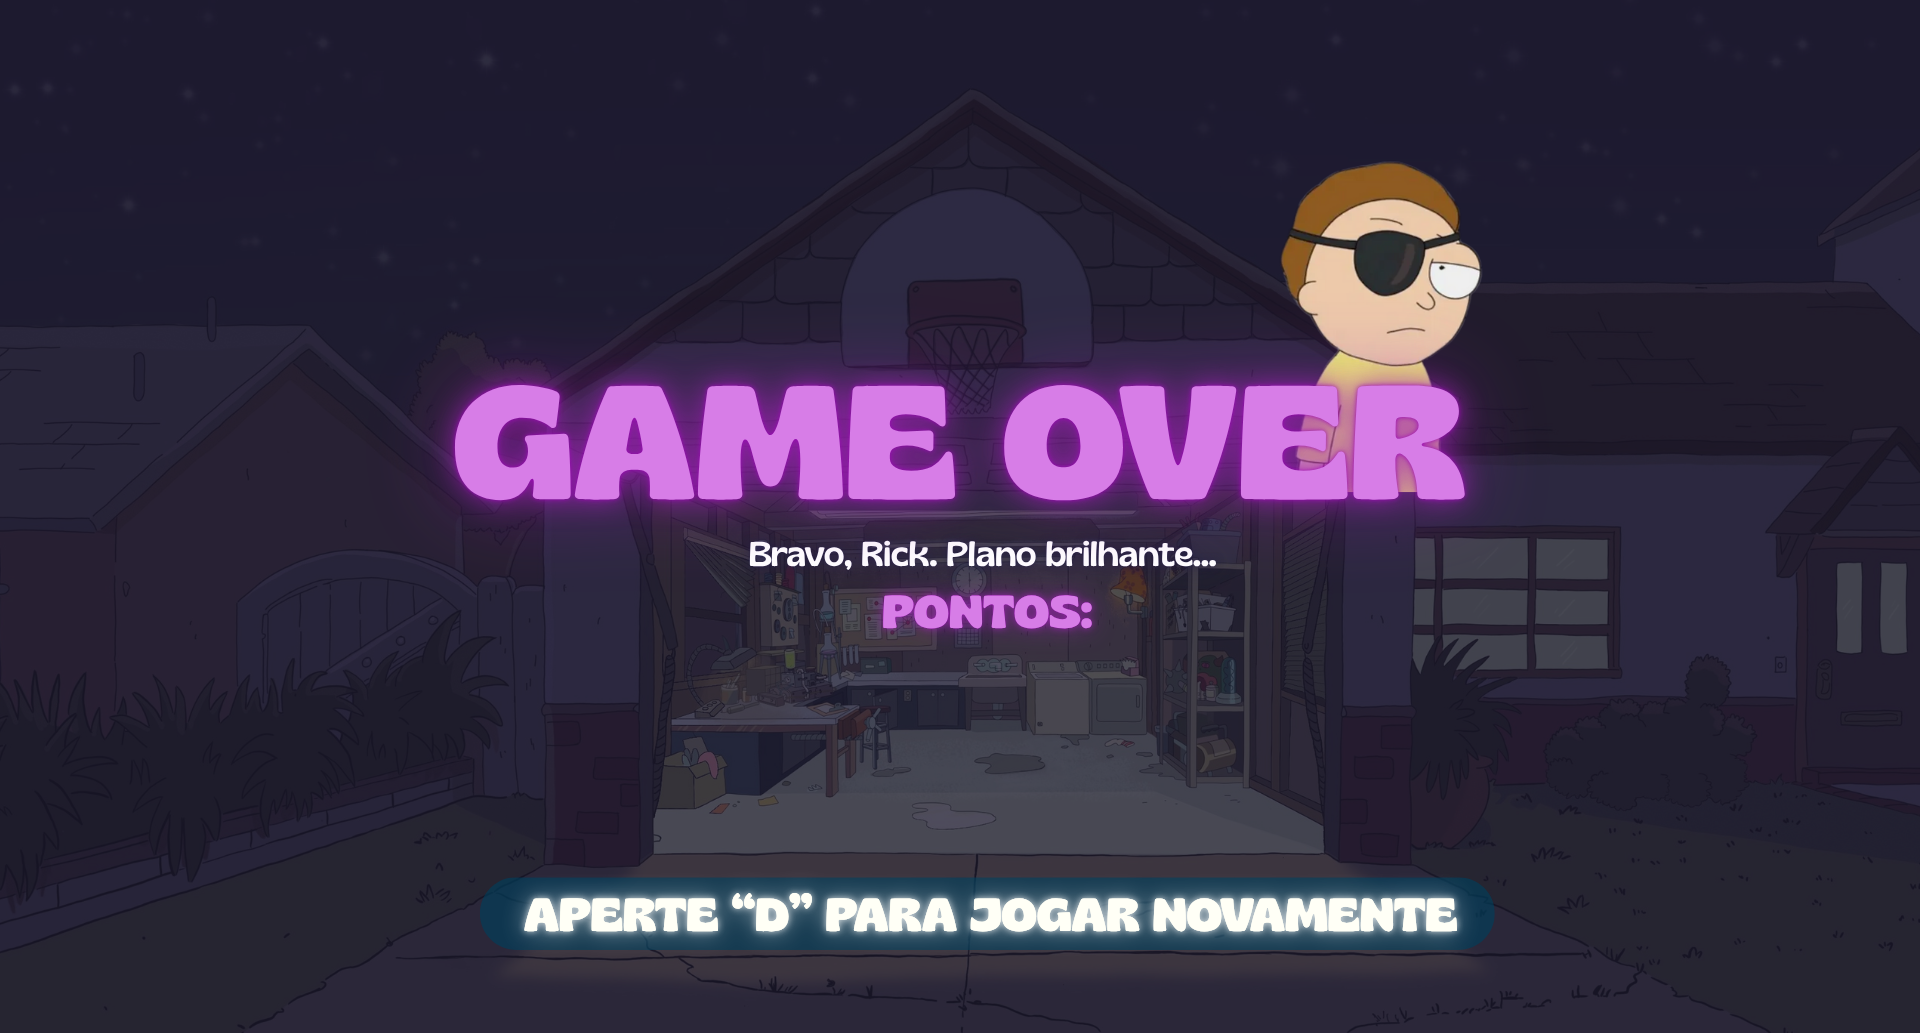 GAME OVER
Bravo, Rick. Plano brilhante...
PONTOS:
APERTE “D” PARA JOGAR NOVAMENTE